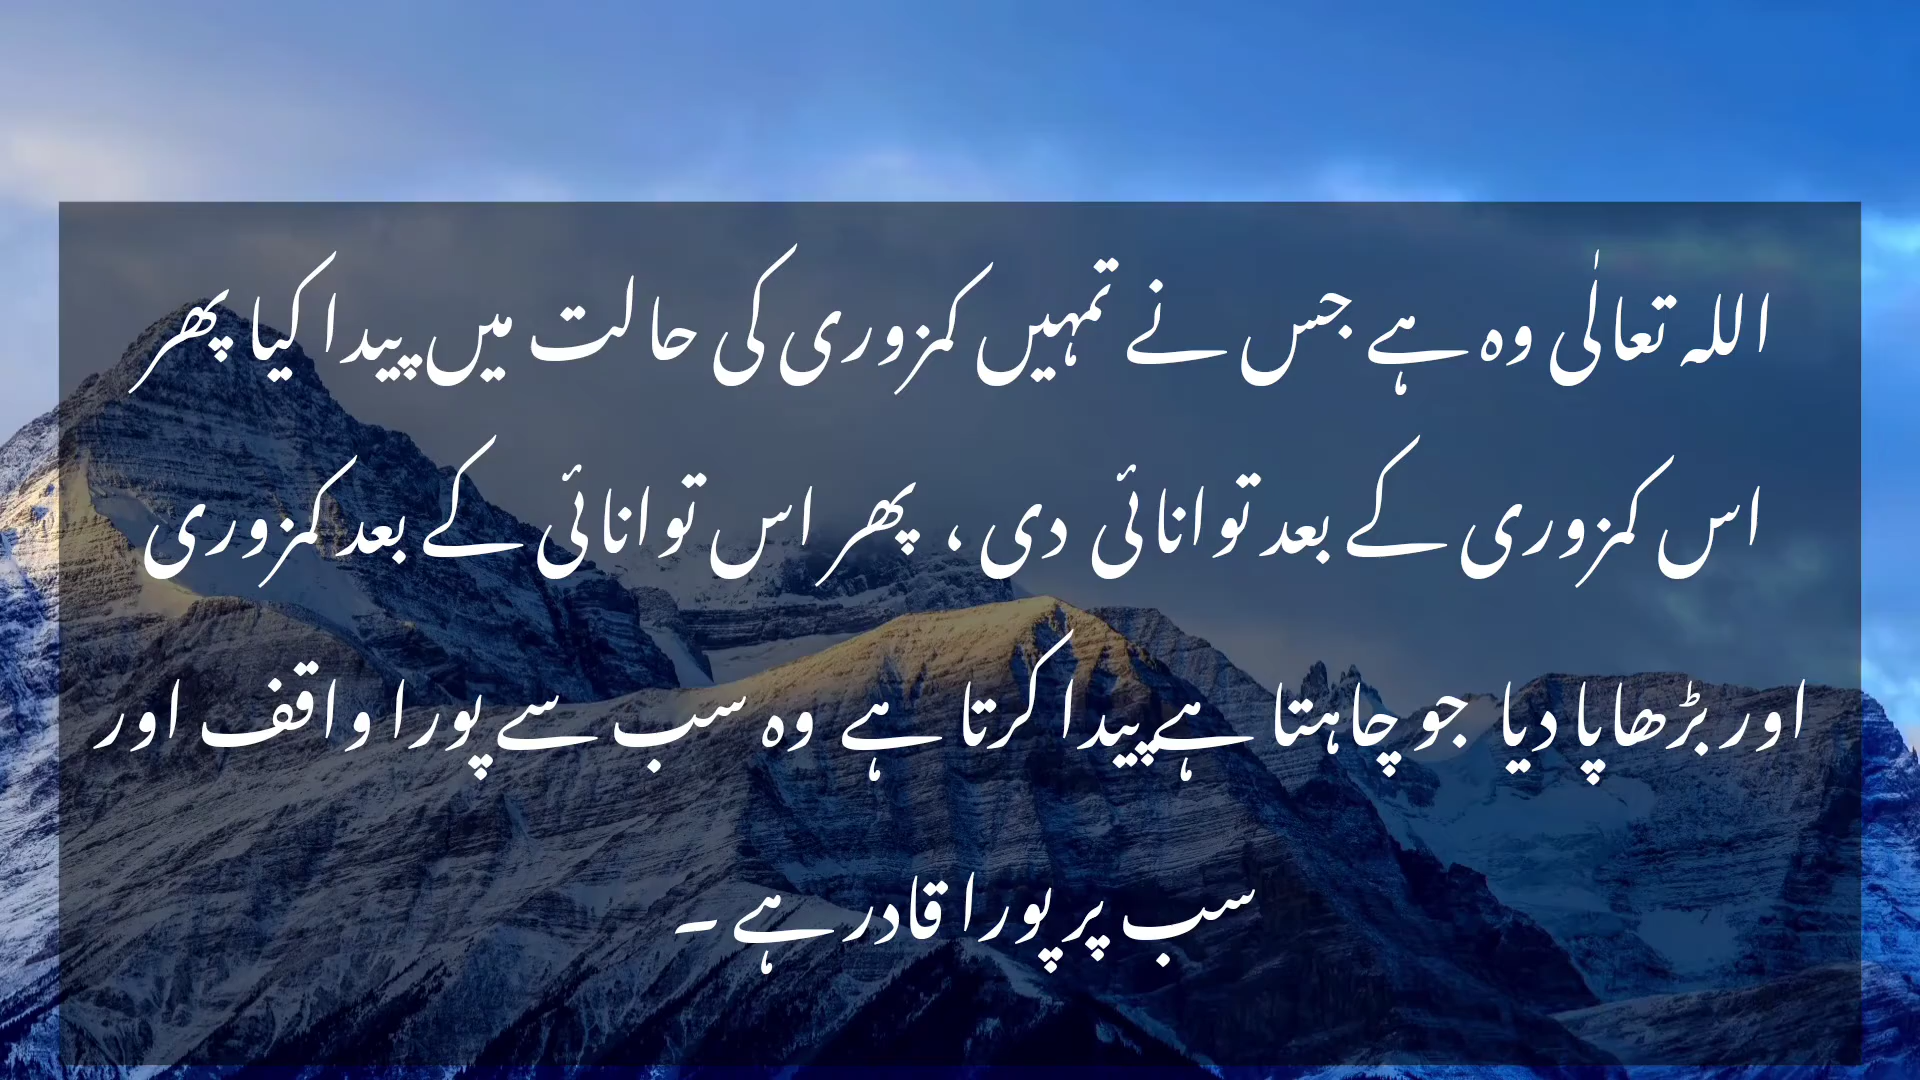 اللہ تعالٰی وہ ہے جس نے تمہیں کمزوری کی حالت میں پیدا کیا پھر
اس کمزوری کے بعد توانائی دی ، پھر اس توانائی کے بعد کمزوری
اور بڑھاپا دیا جو چاہتا ہے پیدا کرتا ہے وہ سب سے پورا واقف اور
سب پر پورا قادر ہے ۔